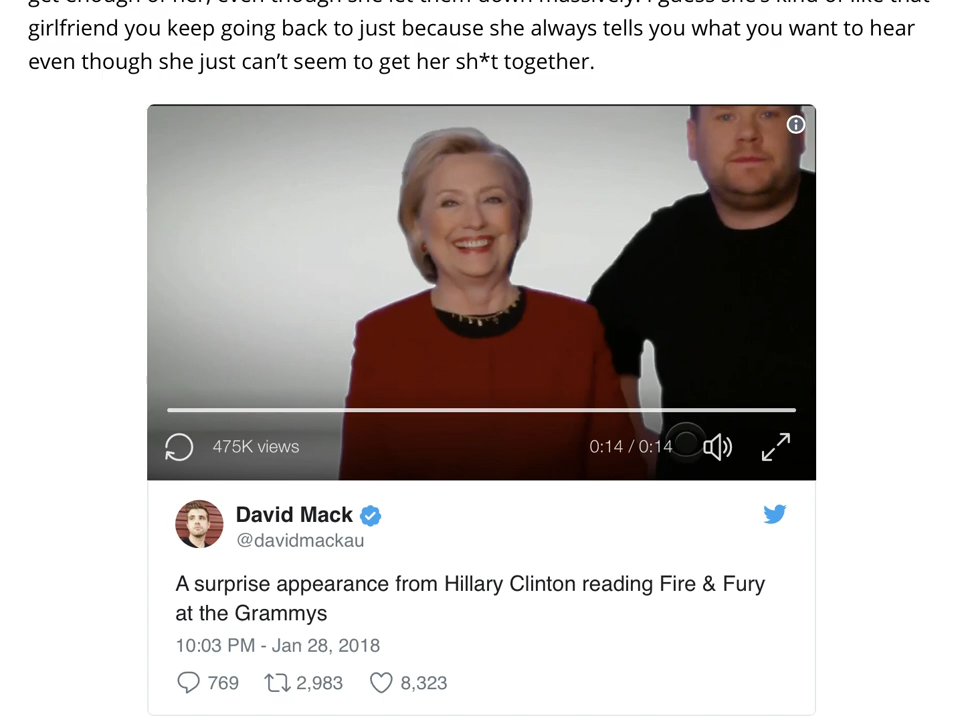 girlfriend you keep going back to just because she always tells you what you want to hear
even though she just can’t seem to get her sh*t together.
475K views
0:14 / 0:14
David Mack
@davidmackau
A surprise appearance from Hillary Clinton reading Fire & Fury
at the Grammys
10:03 PM - Jan 28, 2018
769 2,983 8,323